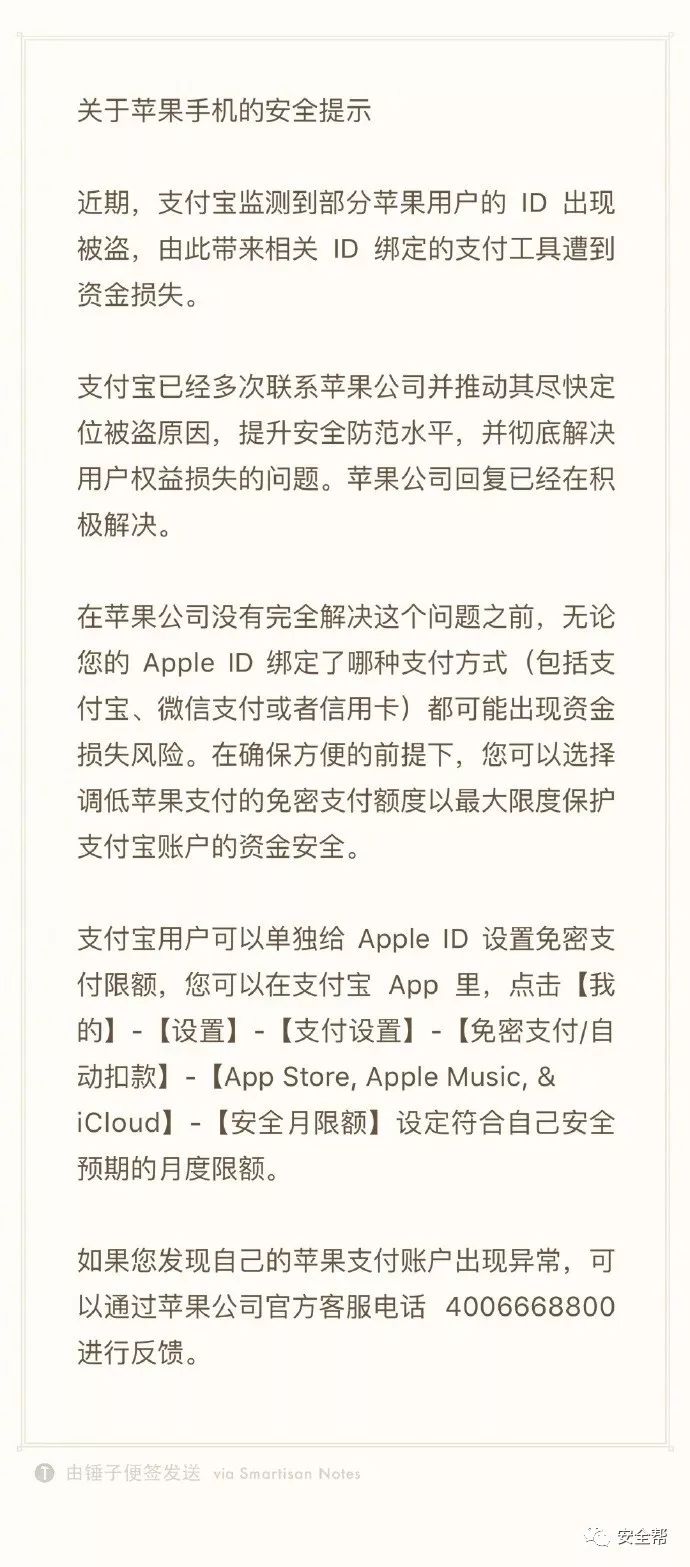 关于苹果手机的安全提示
近期，支付宝监测到部分苹果用户的 ID 出现
被盗，由此带来相关 ID 绑定的支付工具遭到
资金损失。
支付宝已经多次联系苹果公司并推动其尽快定
位被盗原因，提升安全防范水平，并彻底解决
用户权益损失的问题。苹果公司回复已经在积
极解决。
在苹果公司没有完全解决这个问题之前，无论
您的 Apple ID 绑定了哪种支付方式（包括支
付宝、微信支付或者信用卡）都可能出现资金
损失风险。在确保方便的前提下，您可以选择
调低苹果支付的免密支付额度以最大限度保护
支付宝账户的资金安全。
支付宝用户可以单独给 Apple ID 设置免密支
付限额，您可以在支付宝 App 里，点击【我
的】-【设置】-【支付设置】-【免密支付/自
动扣款】-【App Store, Apple Music, &
iCloud】-【安全月限额】设定符合自己安全
预期的月度限额。
如果您发现自己的苹果支付账户出现异常，可
以通过苹果公司官方客服电话 4006668800
进行反馈。
由锤子便签发送 via Smartisan Notes
安全帮